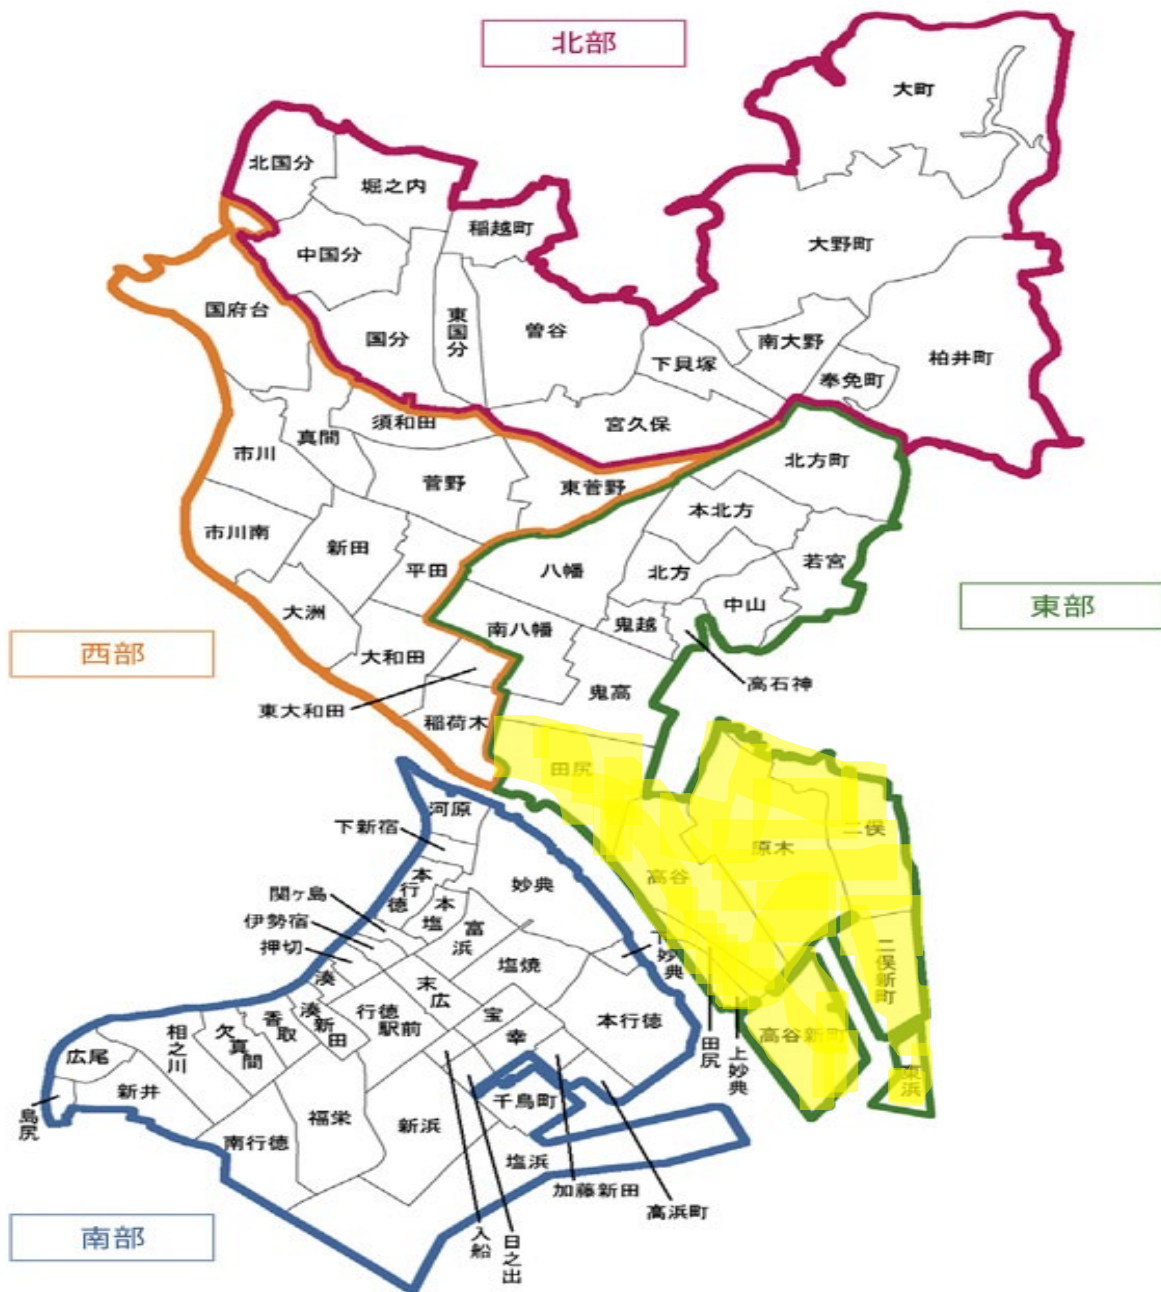 北部
大町
北国分
堀之内
稲越町
中国分
大野町
国府台
東国分
国分
曽谷
南大野
下貝塚
柏井町
奉免町
宮久保
須和田
真間
市川
菅野
東菅野
北方町
本北方
市川南
新田
平田
八幡
北方
若宮
大洲
中山
南八幡
鬼越
東部
西部
大和田
高石神
鬼高
東大和田
稲荷木
田尻
河原
下新宿
原木
二俣
本行徳
妙典
高谷
関ヶ島
本塩
伊勢宿
富浜
押切
下妙典
二俣新町
湊
末広
塩焼
香取
湊新田
行徳駅前
宝
本行徳
欠真間
相之川
幸
高谷新町
田尻
上妙典
広尾
新井
東浜
島尻
福栄
新浜
千鳥町
南行徳
塩浜
加藤新田
高浜町
南部
入船
日之出